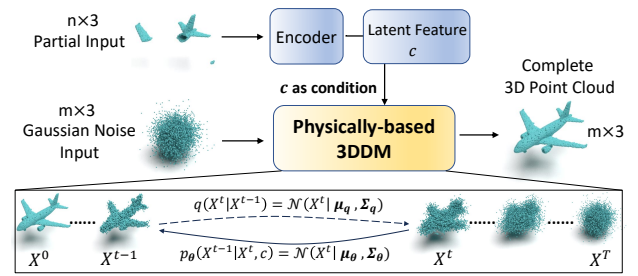 n×3
Partial Input
Encoder
Latent Feature
c
c as condition
Complete
3D Point Cloud
m×3
Gaussian Noise
Input
Physically-based
3DDM
m×3
q(X^t|X^{t-1}) = 𝒩(X^t| μ_q , Σ_q)
......
......
......
p_θ(X^{t-1}|X^t, c) = 𝒩(X^t| μ_θ , Σ_θ)
X^0
X^{t-1}
X^t
X^T